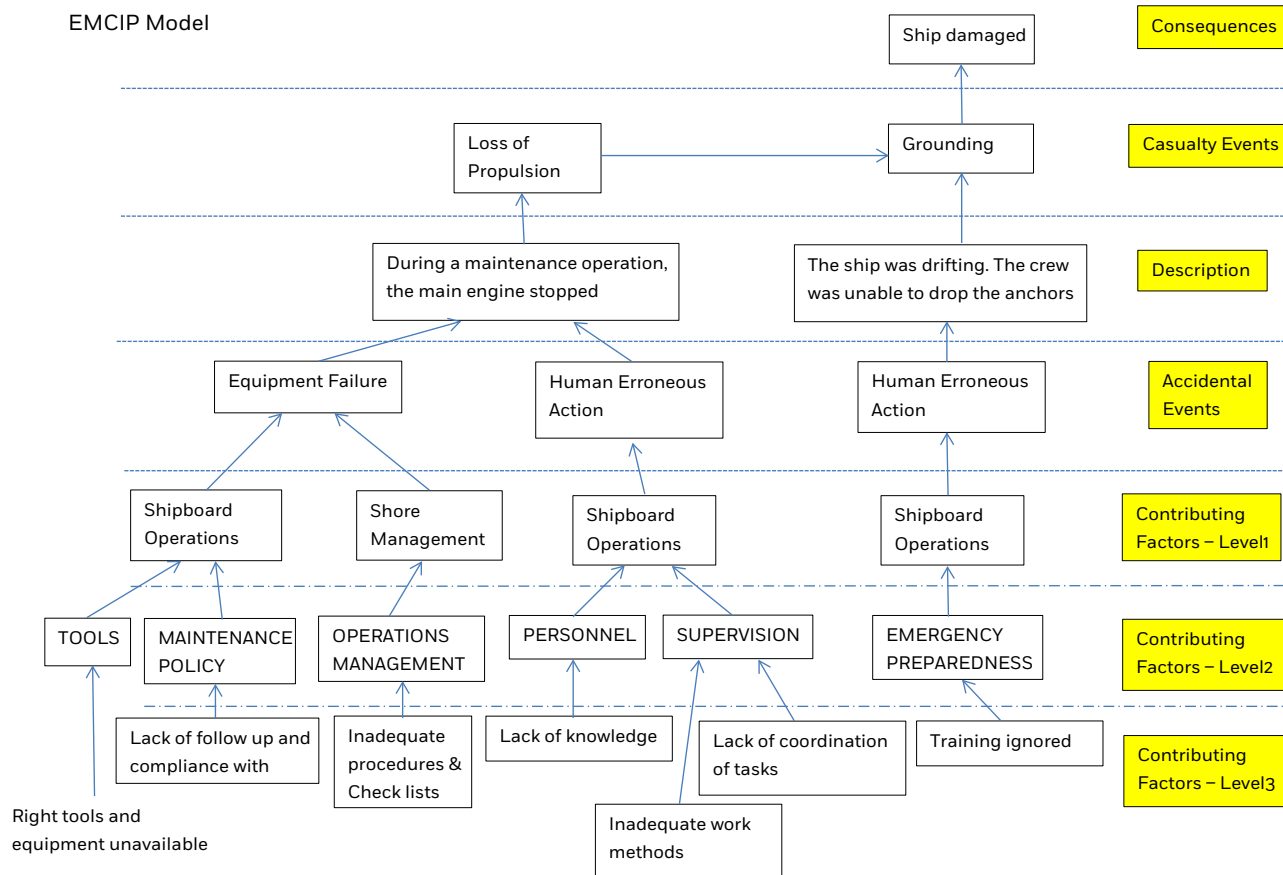 EMCIP Model
Consequences
Ship damaged
Loss of
Propulsion
Grounding
Casualty Events
During a maintenance operation,
the main engine stopped
The ship was drifting. The crew
was unable to drop the anchors
Description
Equipment Failure
Human Erroneous
Action
Human Erroneous
Action
Accidental
Events
Shipboard
Operations
Shore
Management
Shipboard
Operations
Shipboard
Operations
Contributing
Factors – Level1
TOOLS
MAINTENANCE
POLICY
OPERATIONS
MANAGEMENT
PERSONNEL
SUPERVISION
EMERGENCY
PREPAREDNESS
Contributing
Factors – Level2
Lack of follow up and
compliance with
Inadequate
procedures &
Check lists
Lack of knowledge
Lack of coordination
of tasks
Training ignored
Contributing
Factors – Level3
Right tools and
equipment unavailable
Inadequate work
methods